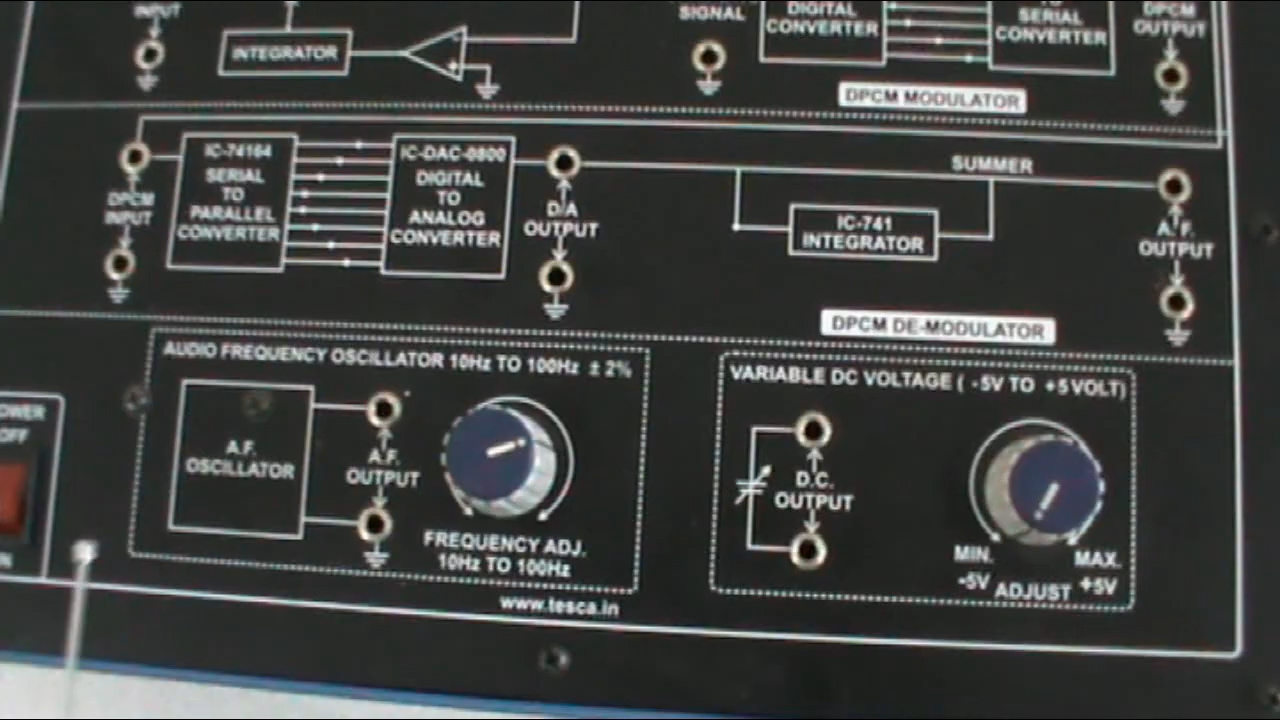 INPUT
INTEGRATOR
SIGNAL
DIGITAL
CONVERTER
TO
SERIAL
CONVERTER
DPCM
OUTPUT
DPCM MODULATOR
DPCM
INPUT
IC-74164
SERIAL
TO
PARALLEL
CONVERTER
IC-DAC-0800
DIGITAL
TO
ANALOG
CONVERTER
D/A
OUTPUT
SUMMER
IC-741
INTEGRATOR
A.F.
OUTPUT
DPCM DE-MODULATOR
AUDIO FREQUENCY OSCILLATOR 10Hz TO 100Hz ± 2%
A.F.
OSCILLATOR
A.F.
OUTPUT
FREQUENCY ADJ.
10Hz TO 100Hz
VARIABLE DC VOLTAGE ( -5V TO +5 VOLT)
D.C.
OUTPUT
MIN. MAX.
-5V ADJUST +5V
OWER
OFF
N
www.tesca.in